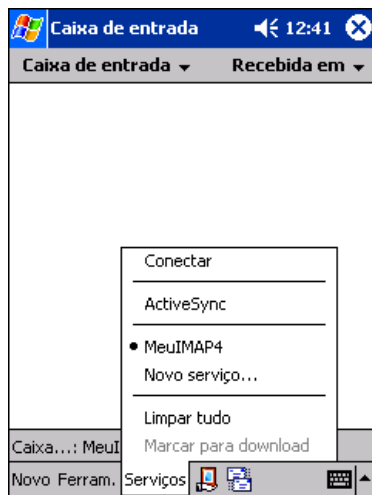 Caixa de entrada 12:41
Caixa de entrada Recebida em
Conectar
ActiveSync
MeuIMAP4
Novo serviço...
Limpar tudo
Caixa...: MeuI Marcar para download
Novo Ferram. Serviços